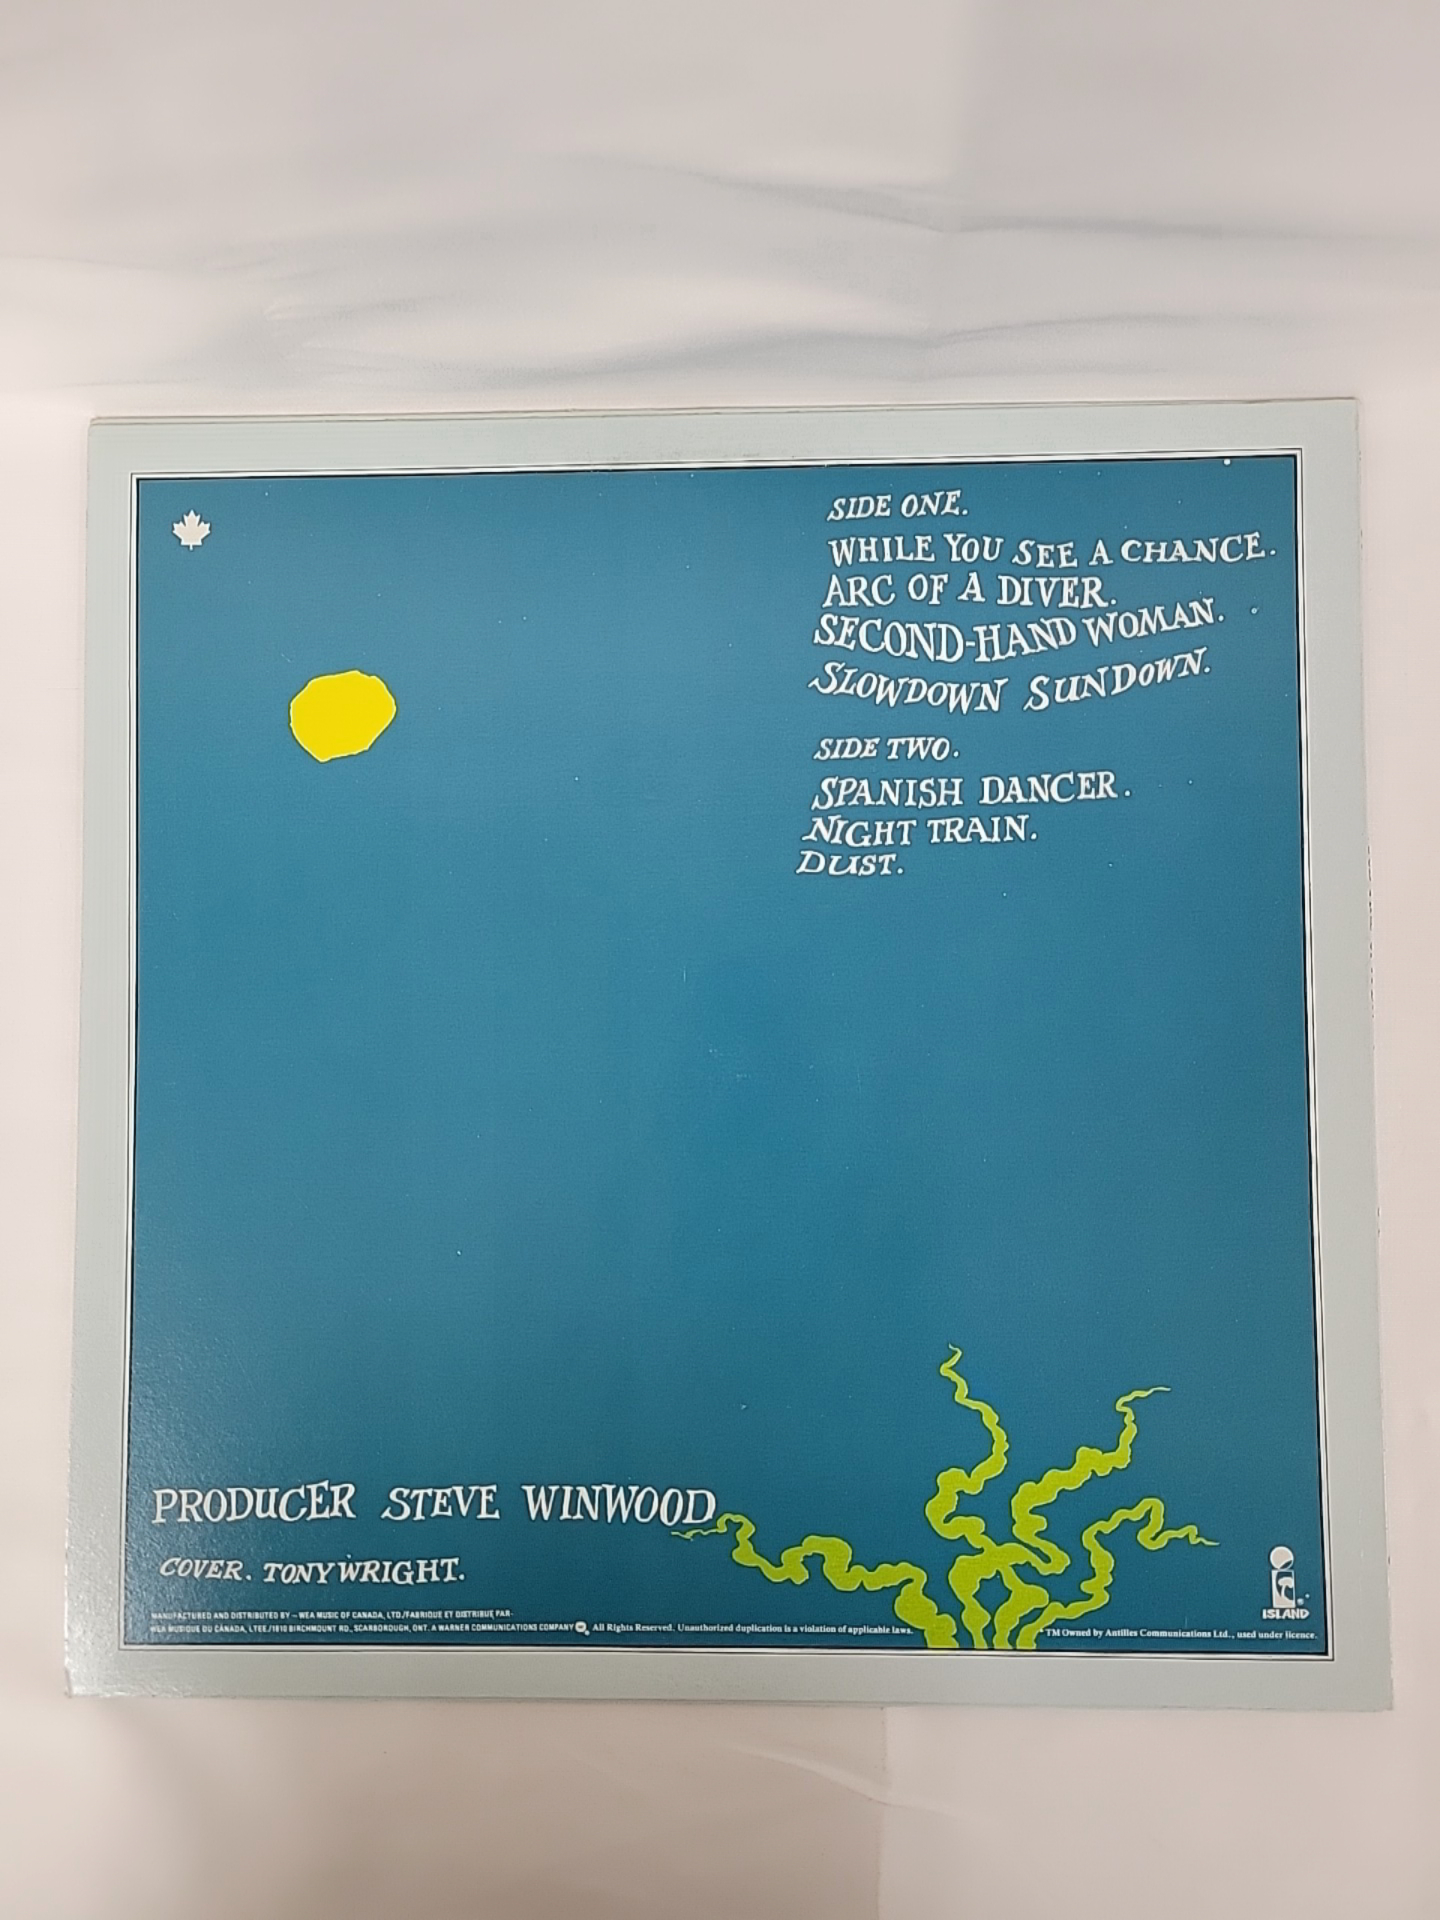 SIDE ONE.
WHILE YOU SEE A CHANCE.
ARC OF A DIVER.
SECOND-HAND WOMAN.
SLOWDOWN SUNDOWN.
SIDE TWO.
SPANISH DANCER.
NIGHT TRAIN.
DUST.
PRODUCER STEVE WINWOOD
COVER. TONY WRIGHT.
MANUFACTURED AND DISTRIBUTED BY - WEA MUSIC OF CANADA, LTD./FABRIQUE ET DISTRIBUE PAR-
WEA MUSIQUE DU CANADA, LTEE./1810 BIRCHMOUNT RD., SCARBOROUGH, ONT. A WARNER COMMUNICATIONS COMPANY All Rights Reserved. Unauthorized duplication is a violation of applicable laws.
ISLAND
TM Owned by Antilles Communications Ltd., used under licence.